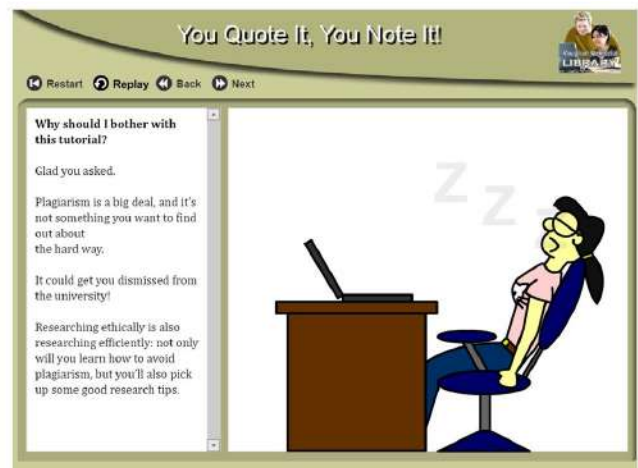 You Quote It, You Note It!
LIBRARY
Restart Replay Back Next
Why should I bother with
this tutorial?
Glad you asked.
Plagiarism is a big deal, and it's
not something you want to find
out about
the hard way.
It could get you dismissed from
the university!
Researching ethically is also
researching efficiently: not only
will you learn how to avoid
plagiarism, but you'll also pick
up some good research tips.
Z Z Z